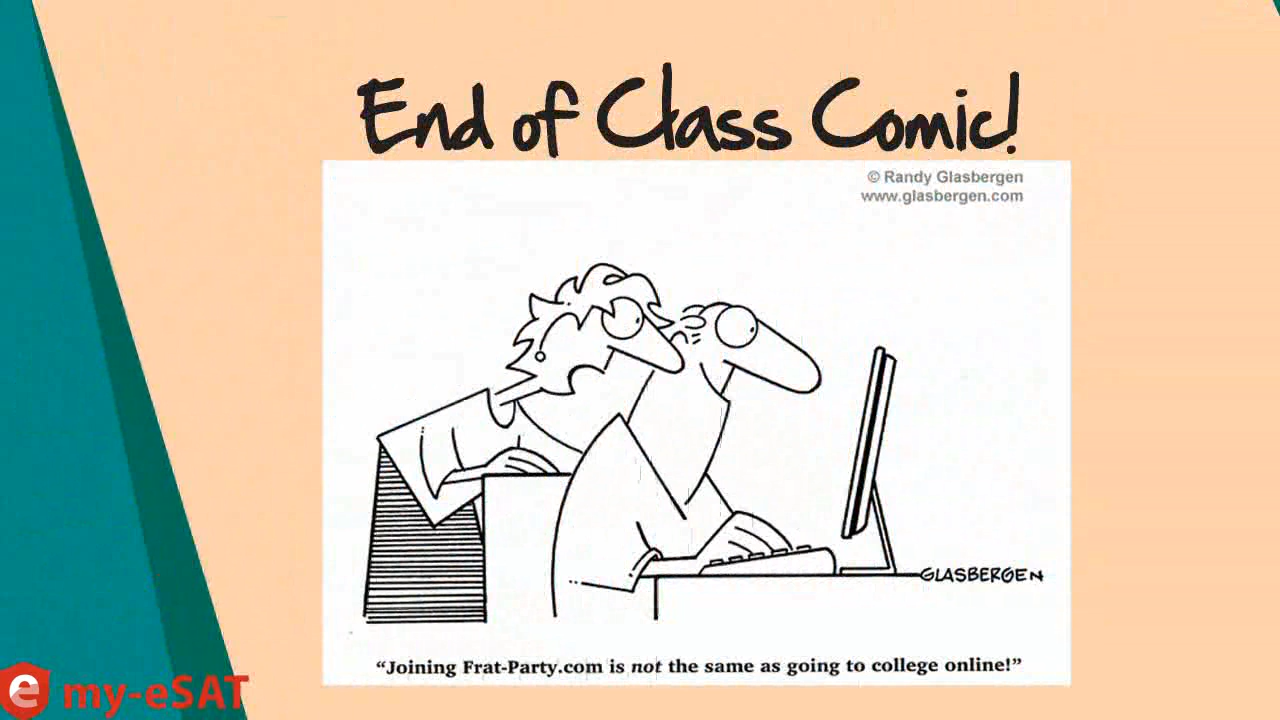 End of Class Comic!
© Randy Glasbergen
www.glasbergen.com
GLASBERGEN
“Joining Frat-Party.com is not the same as going to college online!”
e my-eSAT